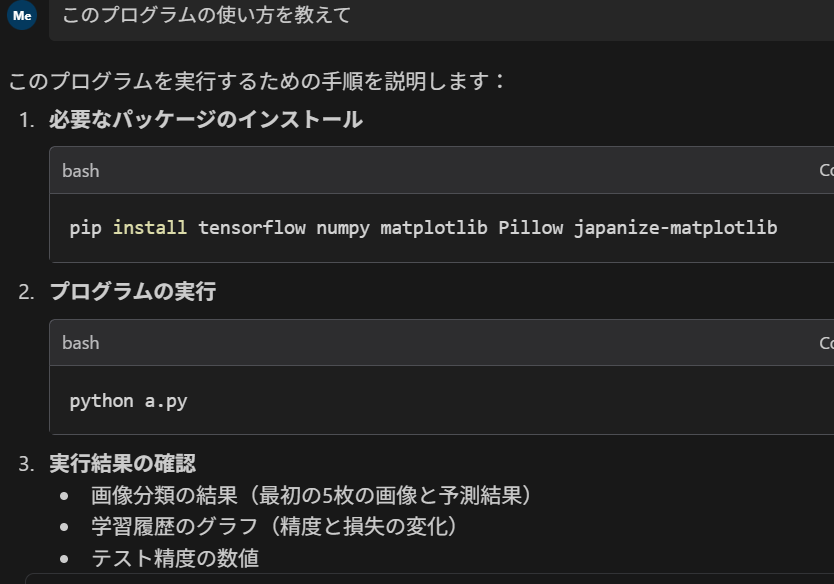 Me このプログラムの使い方を教えて
このプログラムを実行するための手順を説明します：
1. 必要なパッケージのインストール
bash Co
pip install tensorflow numpy matplotlib Pillow japanize-matplotlib
2. プログラムの実行
bash Co
python a.py
3. 実行結果の確認
• 画像分類の結果（最初の5枚の画像と予測結果）
• 学習履歴のグラフ（精度と損失の変化）
• テスト精度の数値